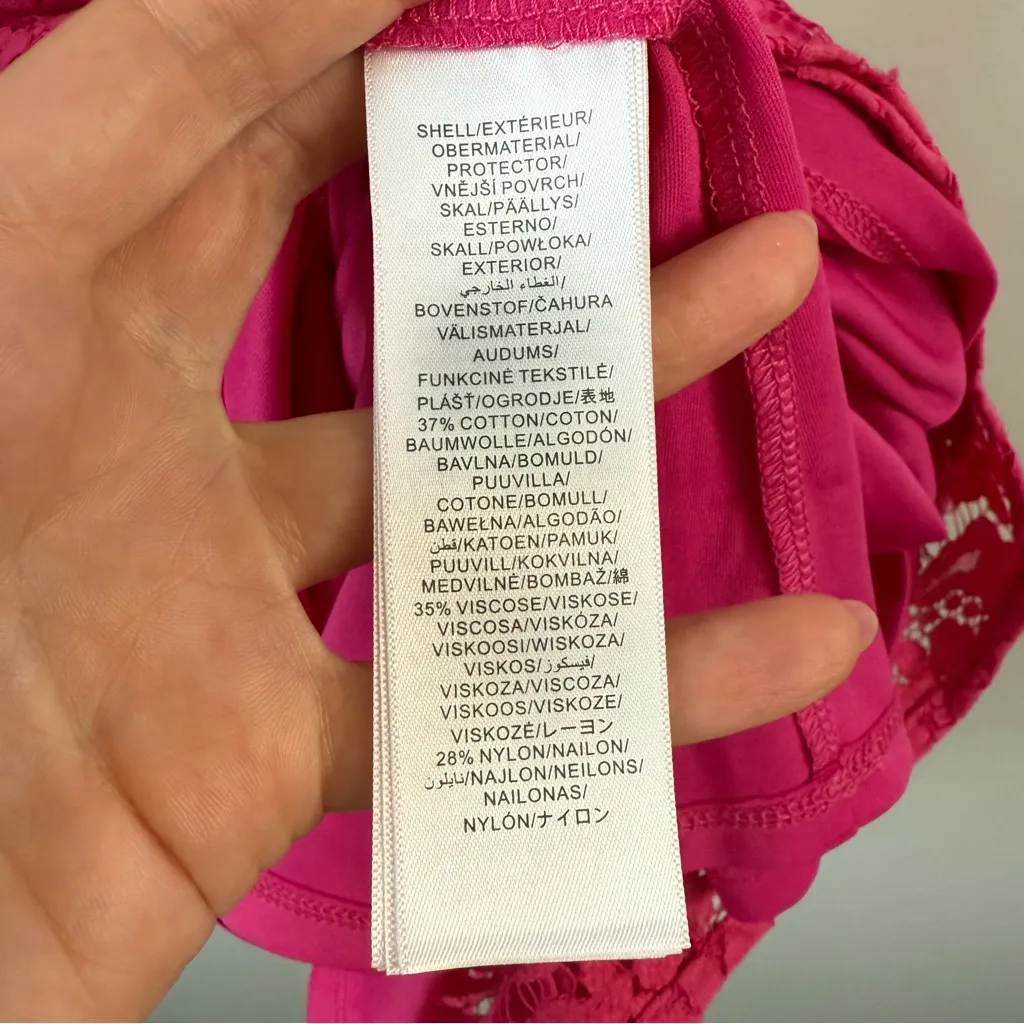 SHELL/EXTÉRIEUR/
OBERMATERIAL/
PROTECTOR/
VNĚJŠÍ POVRCH/
SKAL/PÄÄLLYS/
ESTERNO/
SKALL/POWŁOKA/
EXTERIOR/
الغطاء الخارجي/
BOVENSTOF/ČAHURA
VÄLISMATERJAL/
AUDUMS/
FUNKCINĖ TEKSTILĖ/
PLÁŠŤ/OGRODJE/表地
37% COTTON/COTON/
BAUMWOLLE/ALGODÓN/
BAVLNA/BOMULD/
PUUVILLA/
COTONE/BOMULL/
BAWEŁNA/ALGODÃO/
قطن/KATOEN/PAMUK/
PUUVILL/KOKVILNA/
MEDVILNĖ/BOMBAŽ/綿
35% VISCOSE/VISKOSE/
VISCOSA/VISKÓZA/
VISKOOSI/WISKOZA/
VISKOS/فيسكوز/
VISKOZA/VISCOZA/
VISKOOS/VISKOZE/
VISKOZĖ/レーヨン
28% NYLON/NAILON/
نايلون/NAJLON/NEILONS/
NAILONAS/
NYLÓN/ナイロン